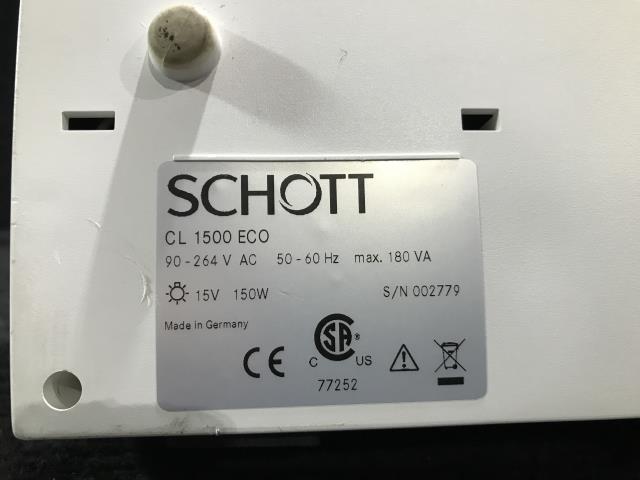 SCHOTT
CL 1500 ECO
90-264 V AC 50-60 Hz max. 180 VA
15V 150W S/N 002779
Made in Germany
CE CSA ® C US
77252